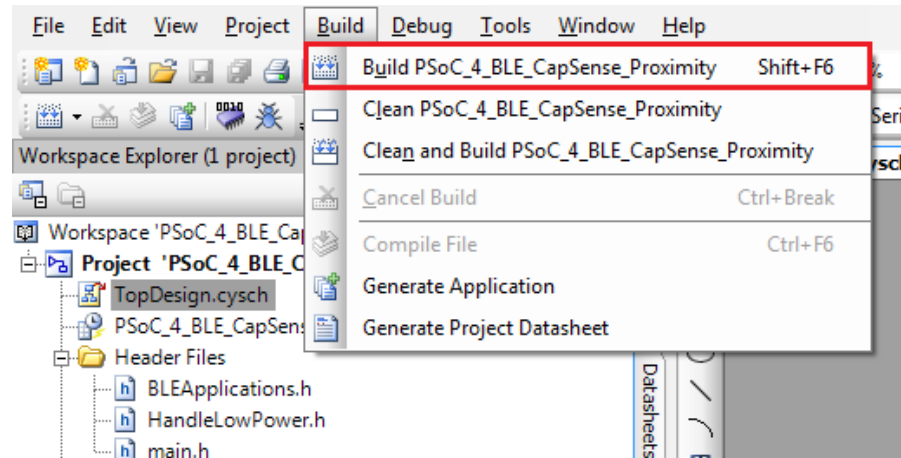 File Edit View Project Build Debug Tools Window Help
Build PSoC_4_BLE_CapSense_Proximity Shift+F6
Clean PSoC_4_BLE_CapSense_Proximity
Clean and Build PSoC_4_BLE_CapSense_Proximity
Cancel Build Ctrl+Break
Compile File Ctrl+F6
Generate Application
Generate Project Datasheet
Workspace Explorer (1 project)
Workspace 'PSoC_4_BLE_Cap
Project 'PSoC_4_BLE_C
TopDesign.cysch
PSoC_4_BLE_CapSens
Header Files
BLEApplications.h
HandleLowPower.h
main.h
Datasheets